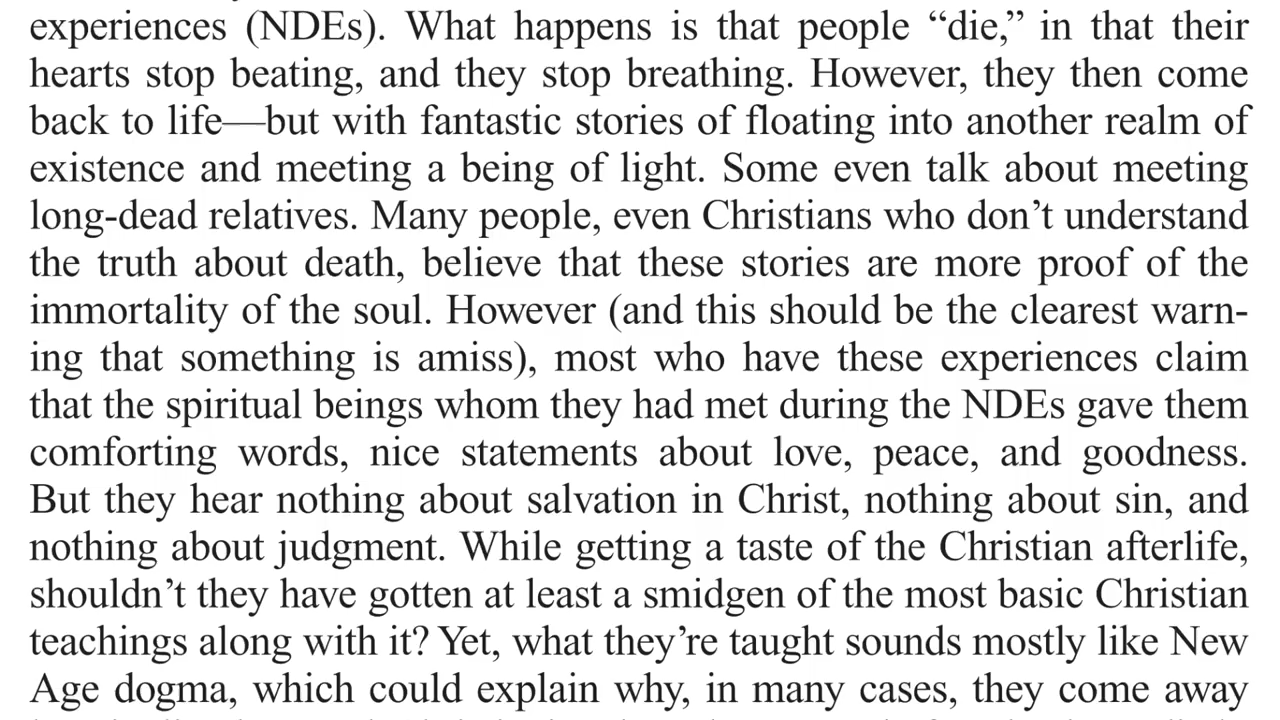 experiences (NDEs). What happens is that people “die,” in that their
hearts stop beating, and they stop breathing. However, they then come
back to life—but with fantastic stories of floating into another realm of
existence and meeting a being of light. Some even talk about meeting
long-dead relatives. Many people, even Christians who don’t understand
the truth about death, believe that these stories are more proof of the
immortality of the soul. However (and this should be the clearest warn-
ing that something is amiss), most who have these experiences claim
that the spiritual beings whom they had met during the NDEs gave them
comforting words, nice statements about love, peace, and goodness.
But they hear nothing about salvation in Christ, nothing about sin, and
nothing about judgment. While getting a taste of the Christian afterlife,
shouldn’t they have gotten at least a smidgen of the most basic Christian
teachings along with it? Yet, what they’re taught sounds mostly like New
Age dogma, which could explain why, in many cases, they come away